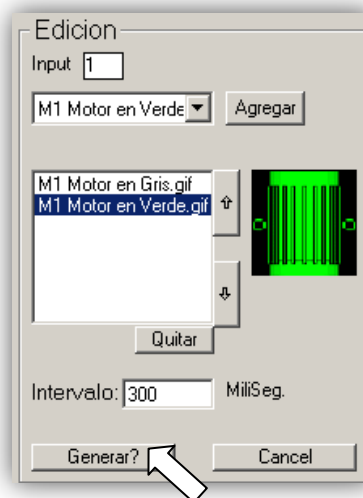 Edicion
Input 1
M1 Motor en Verde Agregar
M1 Motor en Gris.gif
M1 Motor en Verde.gif
Quitar
Intervalo: 300 MiliSeg.
Generar? Cancel